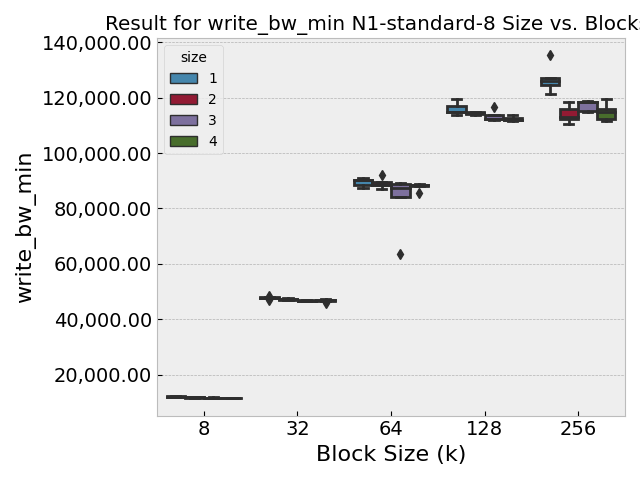 Result for write_bw_min N1-standard-8 Size vs. Block
write_bw_min
140,000.00
120,000.00
100,000.00
80,000.00
60,000.00
40,000.00
20,000.00
size
1
2
3
4
8 32 64 128 256
Block Size (k)